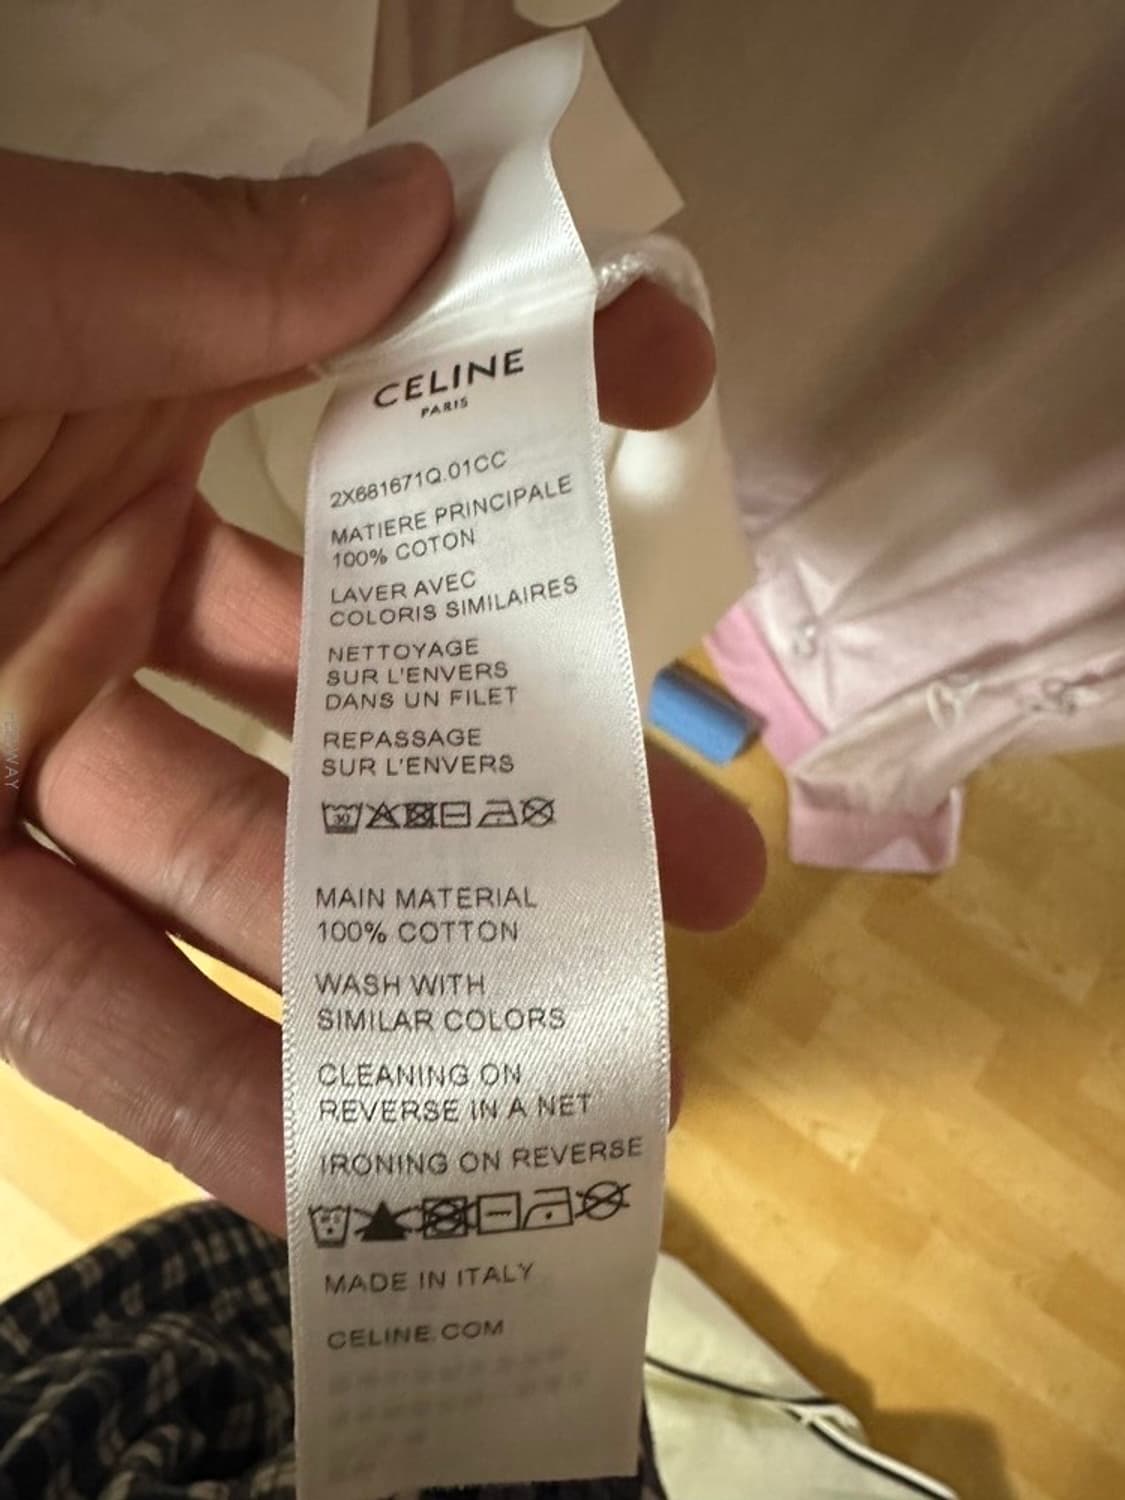 CELINE
PARIS
2X681671Q.01CC
MATIERE PRINCIPALE
100% COTON
LAVER AVEC
COLORIS SIMILAIRES
NETTOYAGE
SUR L'ENVERS
DANS UN FILET
REPASSAGE
SUR L'ENVERS
30
MAIN MATERIAL
100% COTTON
WASH WITH
SIMILAR COLORS
CLEANING ON
REVERSE IN A NET
IRONING ON REVERSE
MADE IN ITALY
CELINE.COM